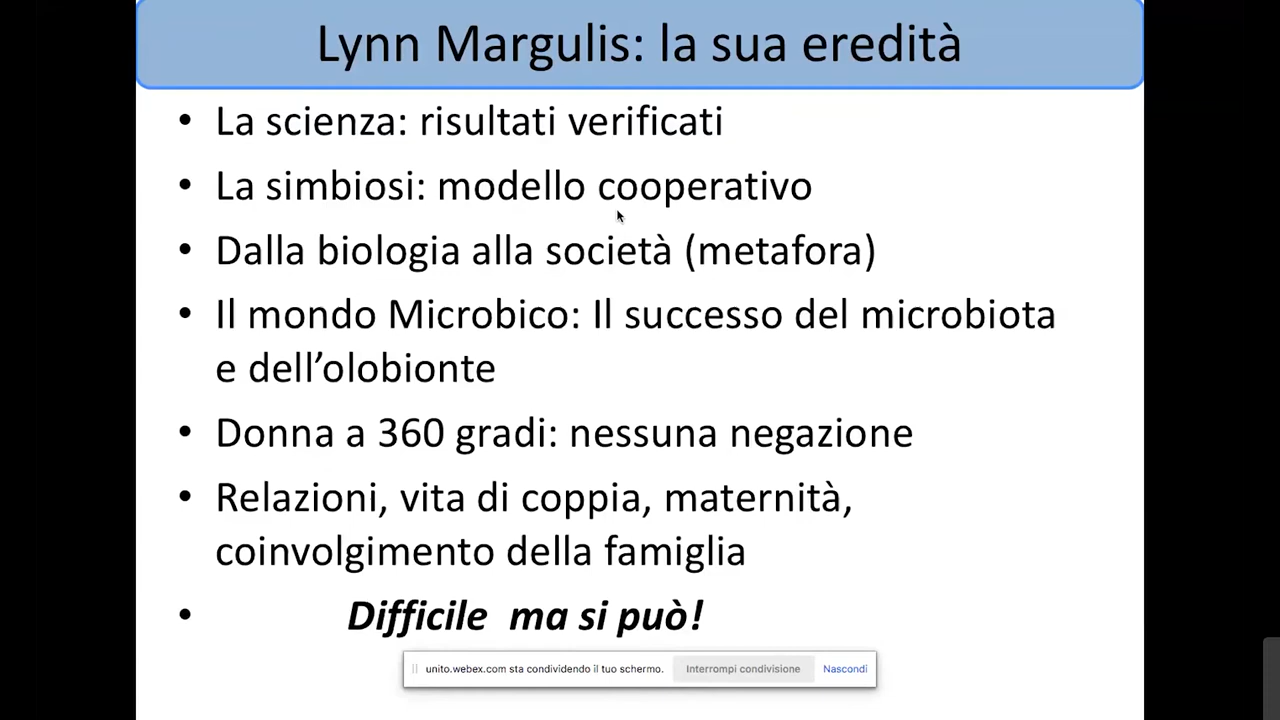 Lynn Margulis: la sua eredità
• La scienza: risultati verificati
• La simbiosi: modello cooperativo
• Dalla biologia alla società (metafora)
• Il mondo Microbico: Il successo del microbiota
e dell’olobionte
• Donna a 360 gradi: nessuna negazione
• Relazioni, vita di coppia, maternità,
coinvolgimento della famiglia
• Difficile ma si può!
unito.webex.com sta condividendo il tuo schermo. Interrompi condivisione Nascondi